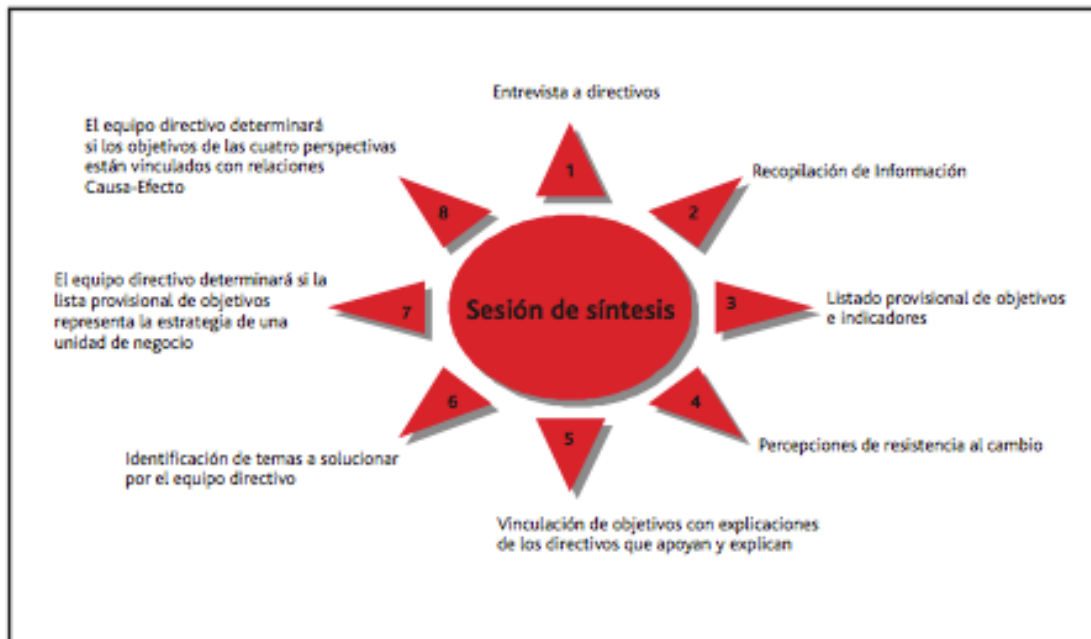 Entrevista a directivos
1
Recopilación de Información
2
Listado provisional de objetivos
e indicadores
3
Percepciones de resistencia al cambio
4
Vinculación de objetivos con explicaciones
de los directivos que apoyan y explican
5
Identificación de temas a solucionar
por el equipo directivo
6
El equipo directivo determinará si la
lista provisional de objetivos
representa la estrategia de una
unidad de negocio
7
El equipo directivo determinará
si los objetivos de las cuatro perspectivas
están vinculados con relaciones
Causa-Efecto
8
Sesión de síntesis